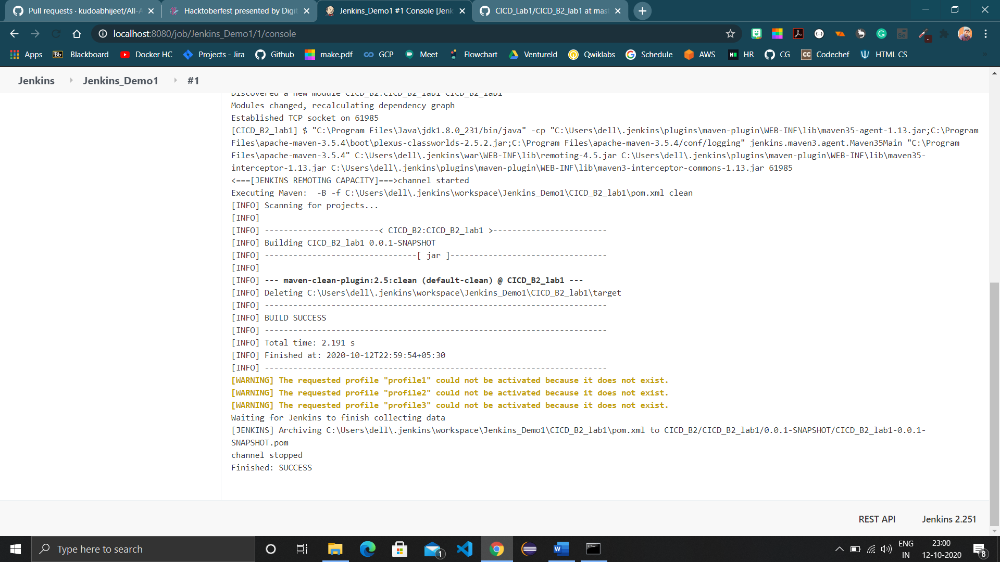 Pull requests · kudoabhijeet/All-A
Hacktoberfest presented by Digit
Jenkins_Demo1 #1 Console [Jenk
CICD_Lab1/CICD_B2_lab1 at mast
localhost:8080/job/Jenkins_Demo1/1/console
Apps Bb Blackboard Docker HC Projects - Jira Github make.pdf GCP Meet Flowchart Ventureld Qwiklabs Schedule AWS HR CG CC Codechef HTML CS
Jenkins Jenkins_Demo1 #1
Discovered a new module CICD_B2:CICD_B2_lab1 CICD_B2_lab1
Modules changed, recalculating dependency graph
Established TCP socket on 61985
[CICD_B2_lab1] $ "C:\Program Files\Java\jdk1.8.0_231/bin/java" -cp "C:\Users\dell\.jenkins\plugins\maven-plugin\WEB-INF\lib\maven35-agent-1.13.jar;C:\Program
Files\apache-maven-3.5.4\boot\plexus-classworlds-2.5.2.jar;C:\Program Files\apache-maven-3.5.4/conf/logging" jenkins.maven3.agent.Maven35Main "C:\Program
Files\apache-maven-3.5.4" C:\Users\dell\.jenkins\war\WEB-INF\lib\remoting-4.5.jar C:\Users\dell\.jenkins\plugins\maven-plugin\WEB-INF\lib\maven35-
interceptor-1.13.jar C:\Users\dell\.jenkins\plugins\maven-plugin\WEB-INF\lib\maven3-interceptor-commons-1.13.jar 61985
<===[JENKINS REMOTING CAPACITY]===>channel started
Executing Maven:  -B -f C:\Users\dell\.jenkins\workspace\Jenkins_Demo1\CICD_B2_lab1\pom.xml clean
[INFO] Scanning for projects...
[INFO]
[INFO] ------------------------< CICD_B2:CICD_B2_lab1 >------------------------
[INFO] Building CICD_B2_lab1 0.0.1-SNAPSHOT
[INFO] --------------------------------[ jar ]---------------------------------
[INFO]
[INFO] --- maven-clean-plugin:2.5:clean (default-clean) @ CICD_B2_lab1 ---
[INFO] Deleting C:\Users\dell\.jenkins\workspace\Jenkins_Demo1\CICD_B2_lab1\target
[INFO] ------------------------------------------------------------------------
[INFO] BUILD SUCCESS
[INFO] ------------------------------------------------------------------------
[INFO] Total time: 2.191 s
[INFO] Finished at: 2020-10-12T22:59:54+05:30
[INFO] ------------------------------------------------------------------------
[WARNING] The requested profile "profile1" could not be activated because it does not exist.
[WARNING] The requested profile "profile2" could not be activated because it does not exist.
[WARNING] The requested profile "profile3" could not be activated because it does not exist.
Waiting for Jenkins to finish collecting data
[JENKINS] Archiving C:\Users\dell\.jenkins\workspace\Jenkins_Demo1\CICD_B2_lab1\pom.xml to CICD_B2/CICD_B2_lab1/0.0.1-SNAPSHOT/CICD_B2_lab1-0.0.1-
SNAPSHOT.pom
channel stopped
Finished: SUCCESS
REST API Jenkins 2.251
Type here to search
1
ENG
IN
23:00
12-10-2020
8